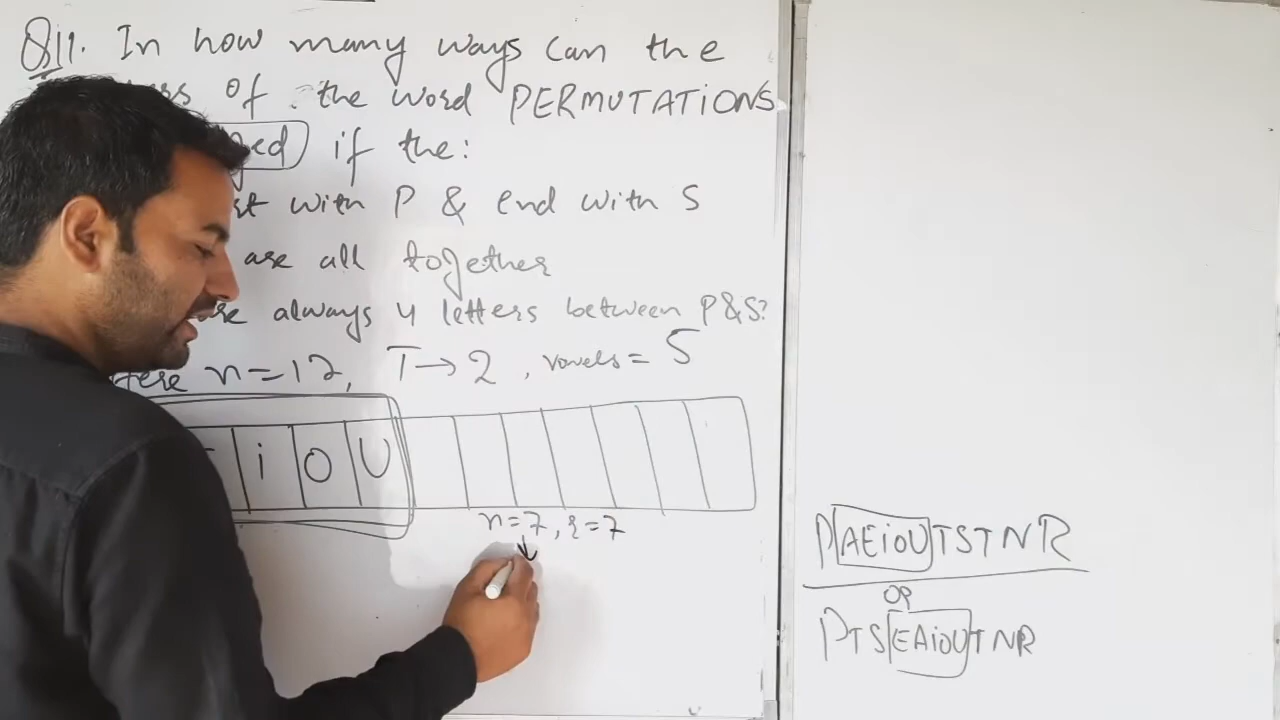 Q11. In how many ways can the
of the word PERMUTATIONS
if the:
with P & end with S
are all together
always 4 letters between P&S?
n=12, T→2, vowels = 5
i O U
n=7, r=7
P AEiOU TSTNR
OR
PTS EAiOU TNR